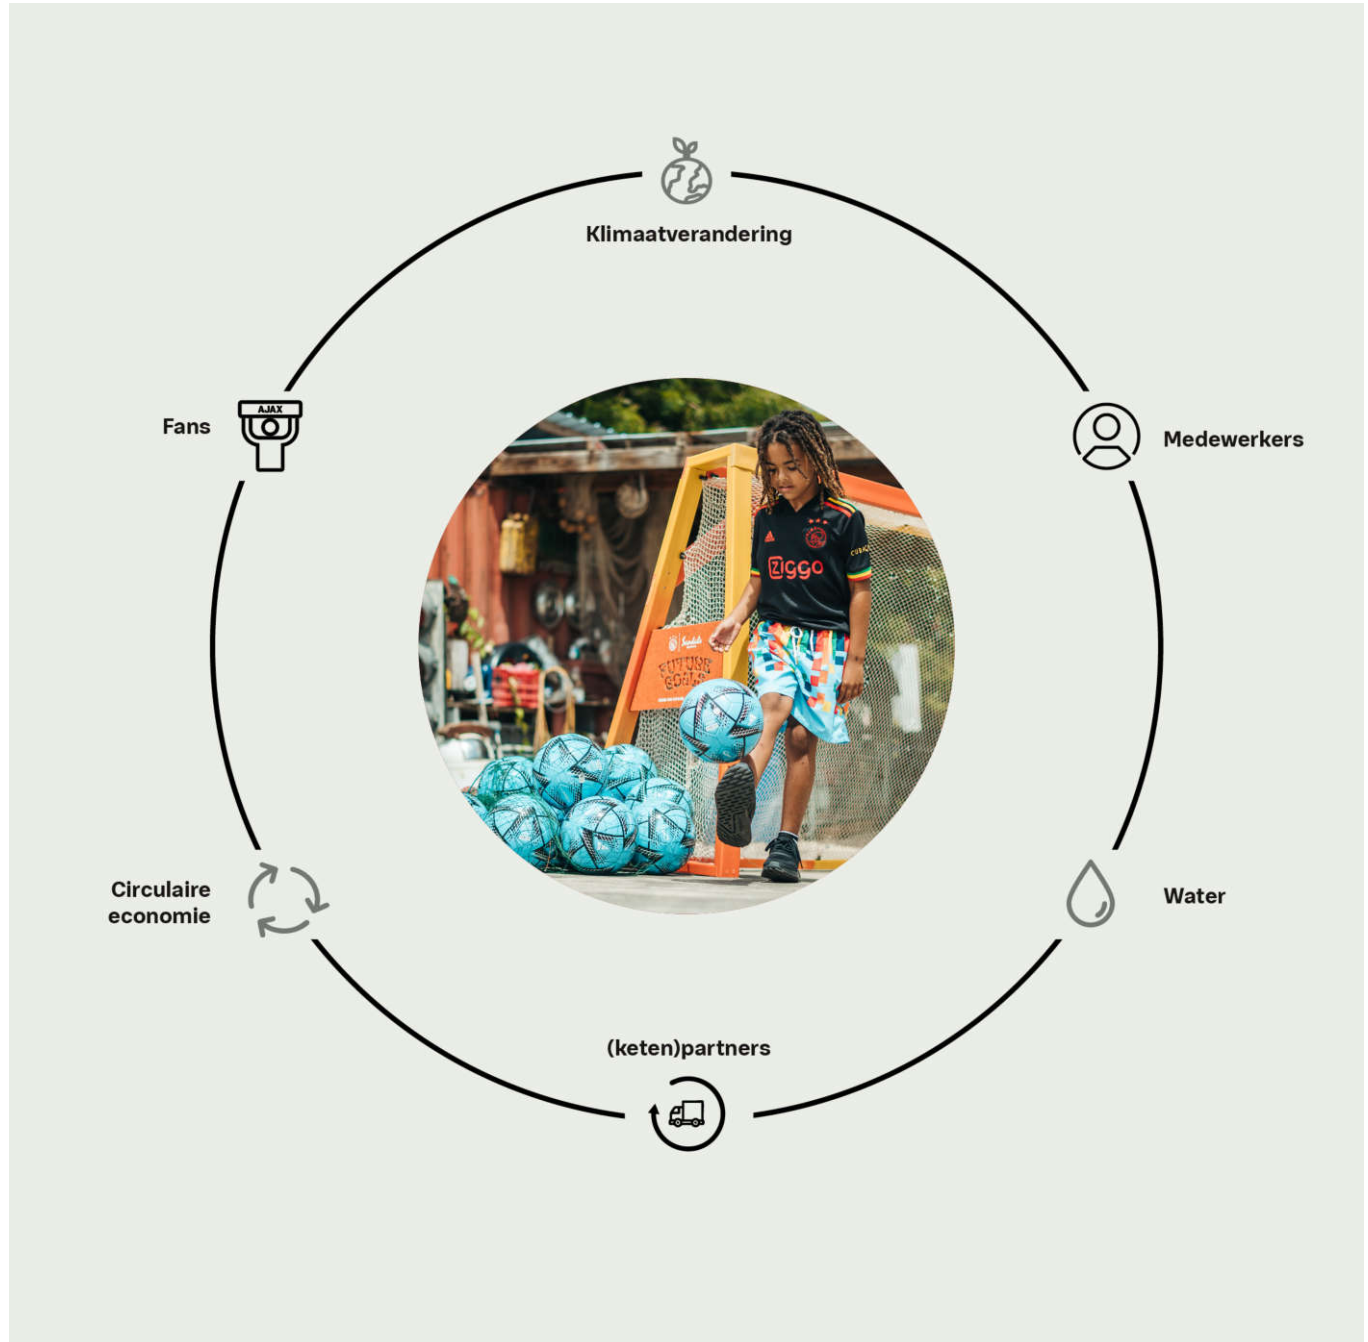 Klimaatverandering
AJAX
Fans
Medewerkers
Ziggo
FUTURE
GOALS
Circulaire
economie
Water
(keten)partners